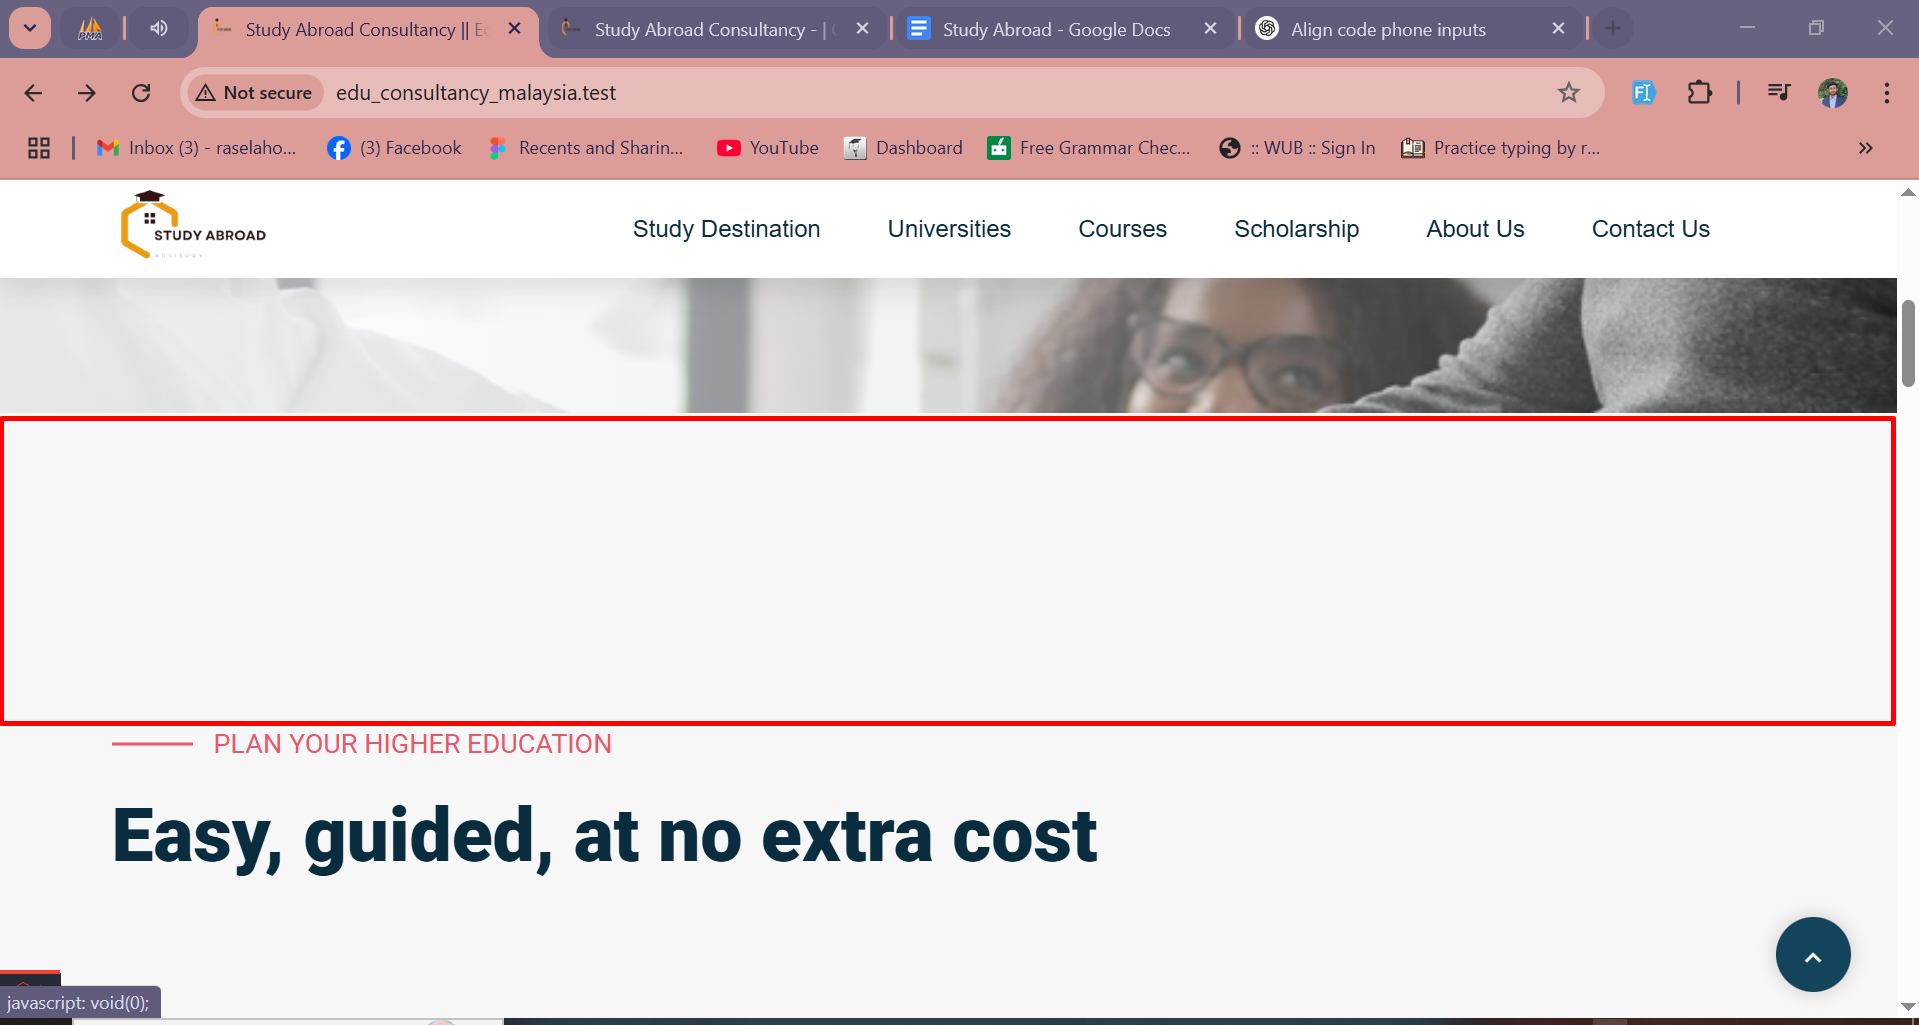 PMA
Study Abroad Consultancy || Ec
Study Abroad Consultancy - |
Study Abroad - Google Docs
Align code phone inputs
Not secure
edu_consultancy_malaysia.test
Inbox (3) - raselaho...
(3) Facebook
Recents and Sharin...
YouTube
Dashboard
Free Grammar Chec...
:: WUB :: Sign In
Practice typing by r...
STUDY ABROAD
ADVISORY
Study Destination
Universities
Courses
Scholarship
About Us
Contact Us
PLAN YOUR HIGHER EDUCATION
Easy, guided, at no extra cost
javascript: void(0);